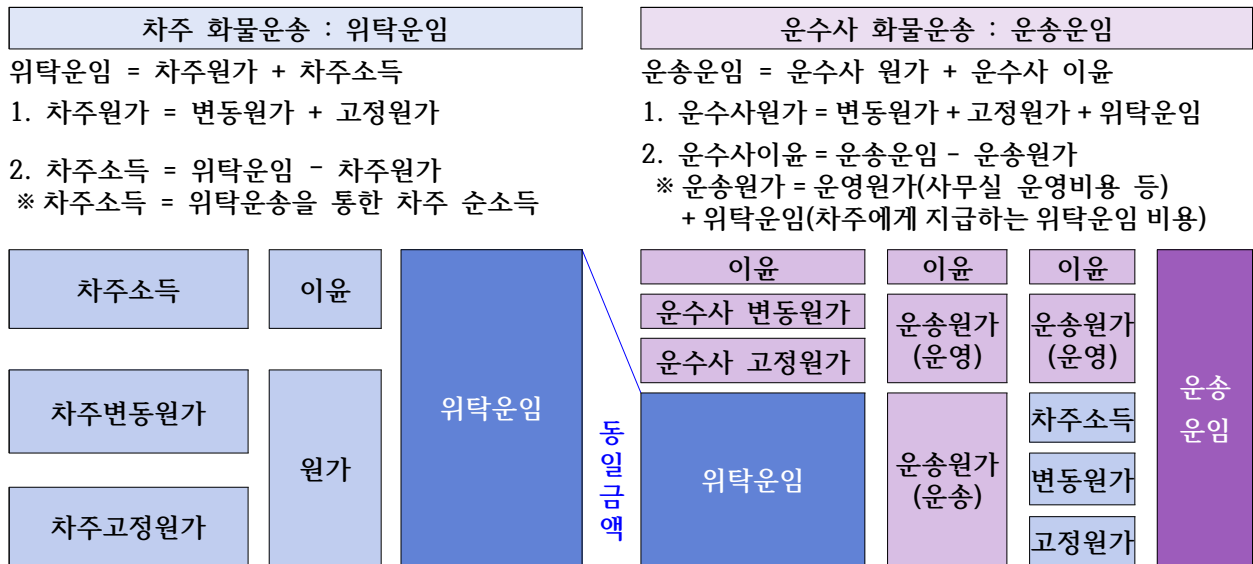 차주 화물운송 : 위탁운임
위탁운임 = 차주원가 + 차주소득
1. 차주원가 = 변동원가 + 고정원가
2. 차주소득 = 위탁운임 - 차주원가
※ 차주소득 = 위탁운송을 통한 차주 순소득
차주소득
이윤
위탁운임
차주변동원가
원가
차주고정원가
동일금액
운수사 화물운송 : 운송운임
운송운임 = 운수사 원가 + 운수사 이윤
1. 운수사원가 = 변동원가 + 고정원가 + 위탁운임
2. 운수사이윤 = 운송운임 - 운송원가
※ 운송원가 = 운영원가(사무실 운영비용 등)
+ 위탁운임(차주에게 지급하는 위탁운임 비용)
이윤
운수사 변동원가
운수사 고정원가
위탁운임
이윤
운송원가
(운영)
운송원가
(운송)
이윤
운송원가
(운영)
차주소득
변동원가
고정원가
운송
운임